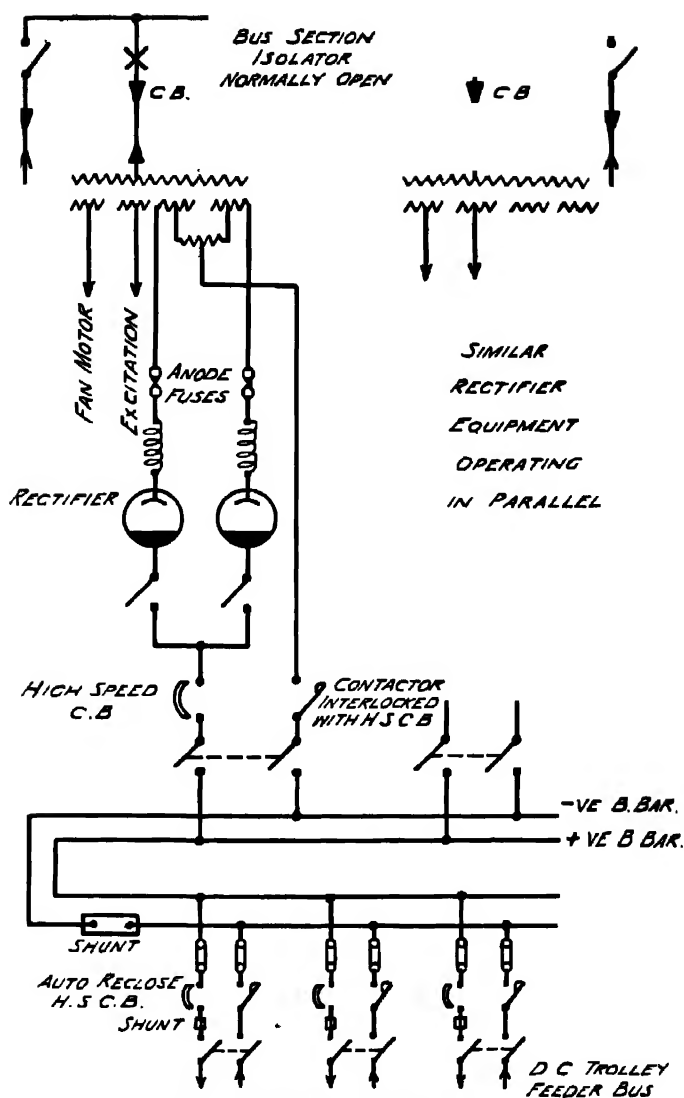 BUS SECTION
ISOLATOR
NORMALLY OPEN
C B.
C B
FAN MOTOR
EXCITATION
ANODE
FUSES
SIMILAR
RECTIFIER
EQUIPMENT
OPERATING
IN PARALLEL
RECTIFIER
HIGH SPEED
C.B
CONTACTOR
INTERLOCKED
WITH H S C B
-VE B.BAR.
+VE B BAR.
SHUNT
AUTO RECLOSE
H. S C. B.
SHUNT
D C TROLLEY
FEEDER BUS